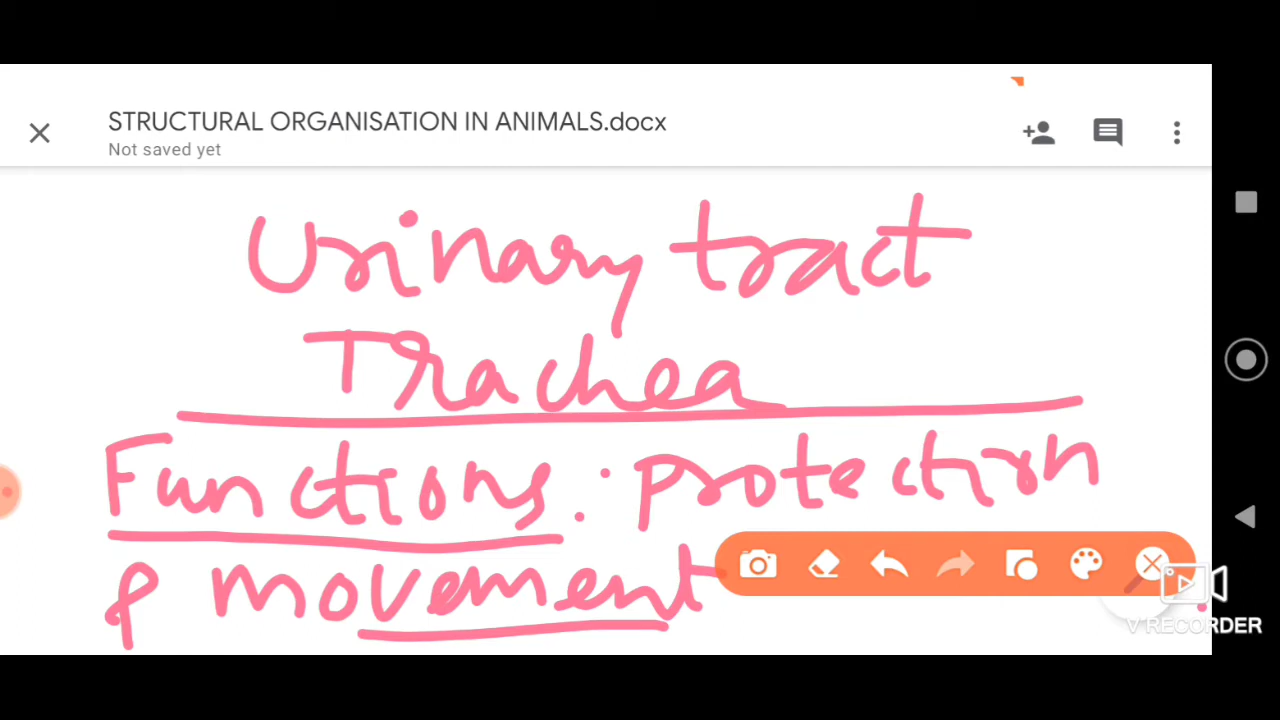 STRUCTURAL ORGANISATION IN ANIMALS.docx
Not saved yet
Urinary tract
Trachea
Functions: protection
& movement
V RECORDER